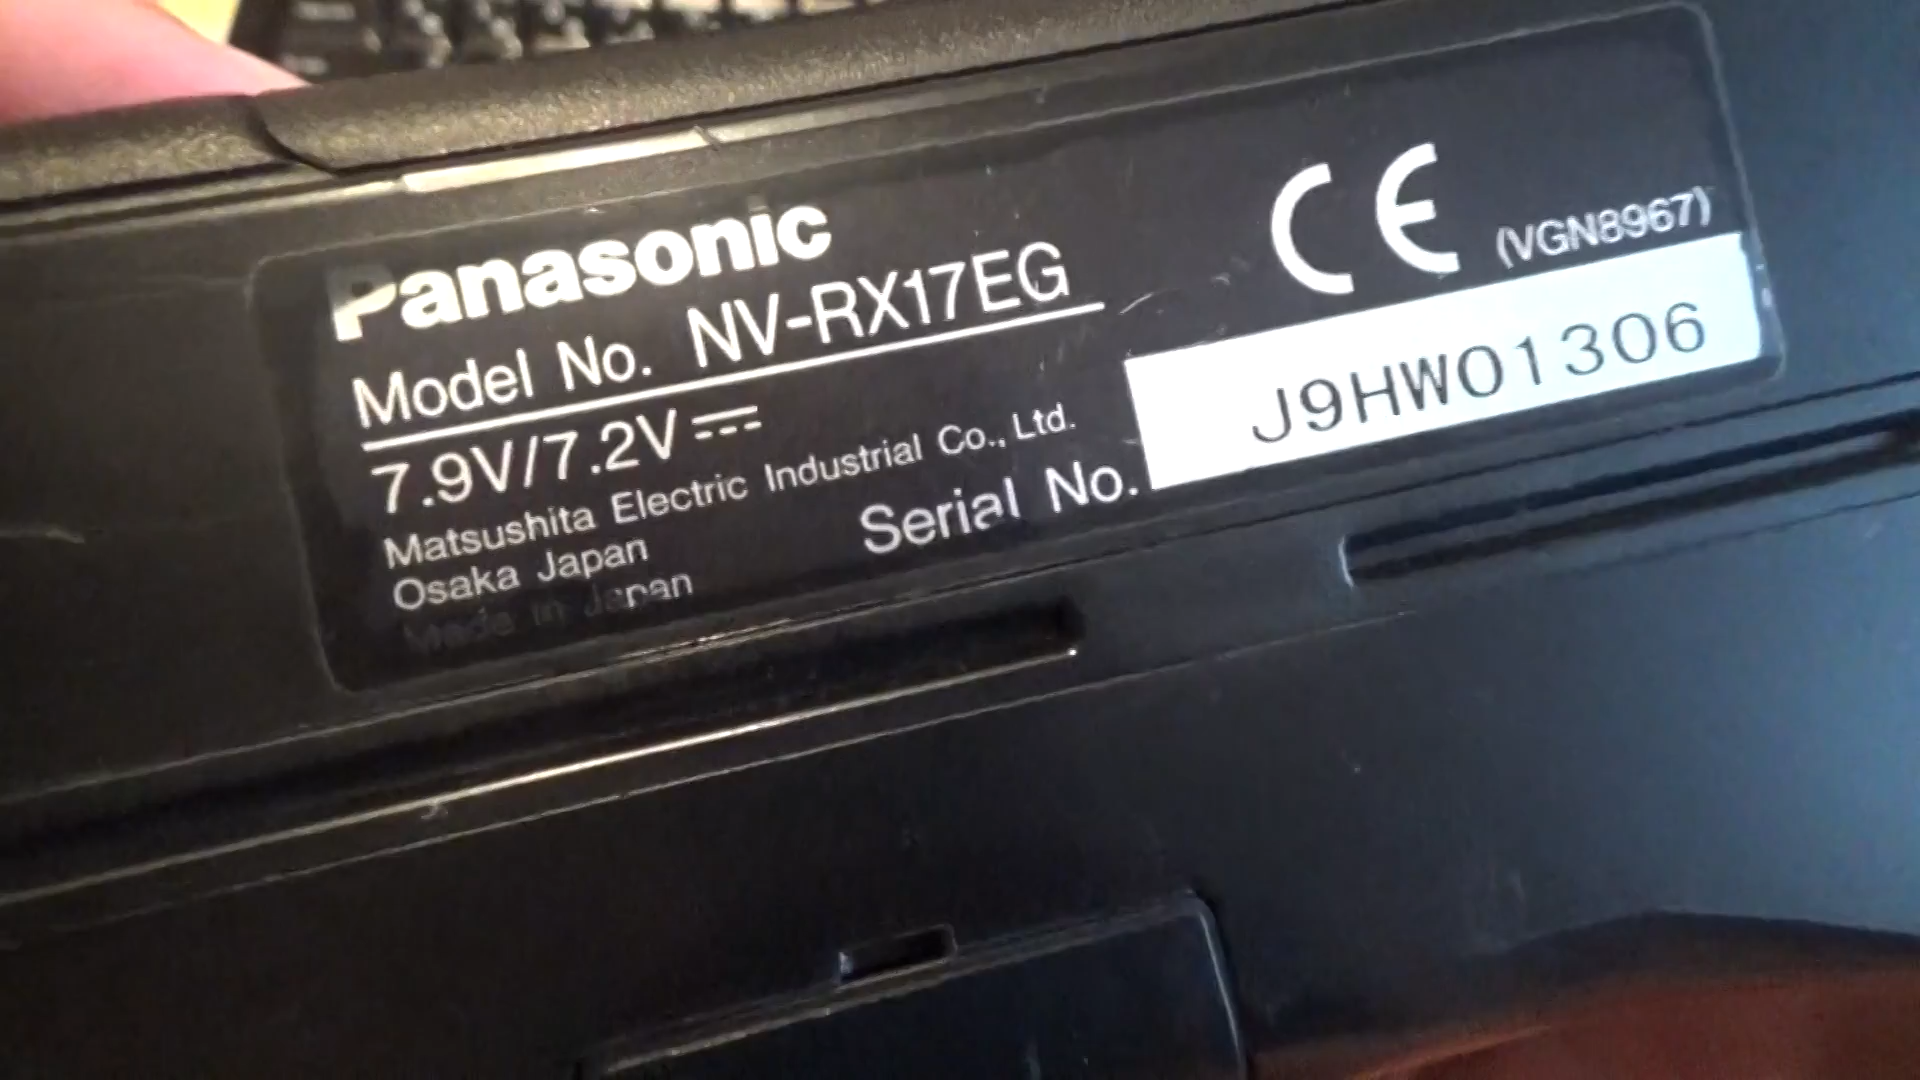 Panasonic
Model No. NV-RX17EG
7.9V/7.2V
Matsushita Electric Industrial Co., Ltd.
Osaka Japan
Made in Japan
CE
(VGN8967)
Serial No. J9HW01306